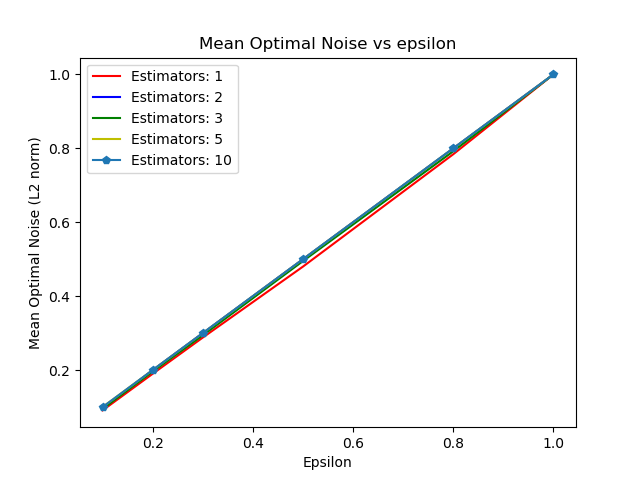 Mean Optimal Noise vs epsilon
Estimators: 1
Estimators: 2
Estimators: 3
Estimators: 5
Estimators: 10
Mean Optimal Noise (L2 norm)
1.0
0.8
0.6
0.4
0.2
0.2 0.4 0.6 0.8 1.0
Epsilon